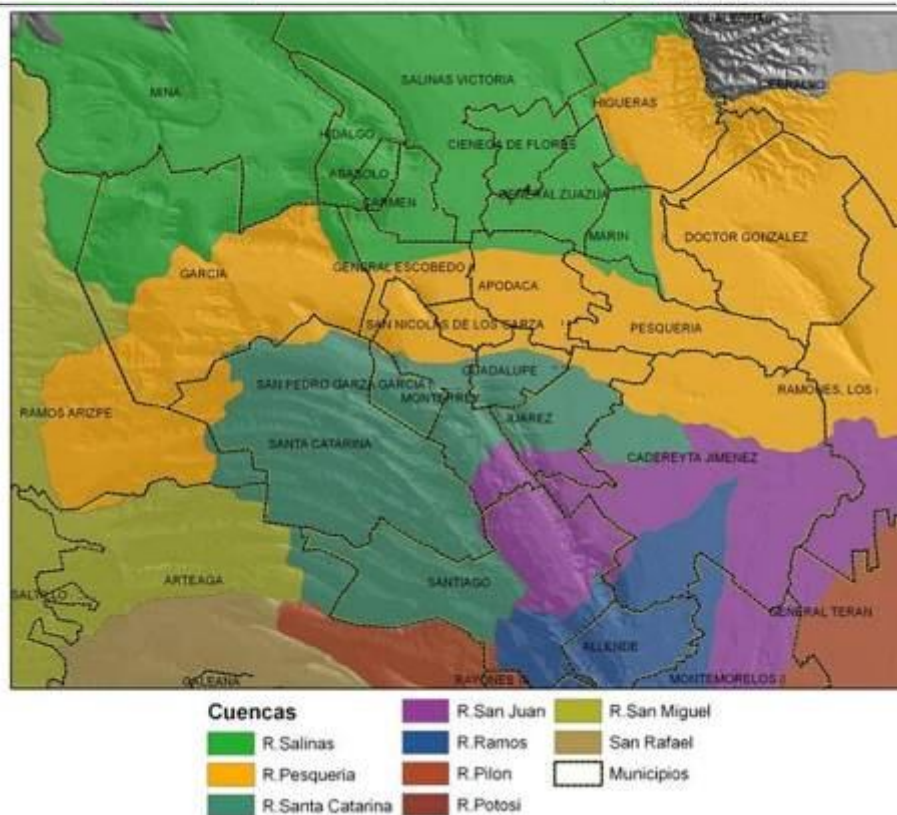 MINA
SALINAS VICTORIA
HIGUERAS
HIDALGO
CIENEGA DE FLORES
ABASOLO
CARMEN
GENERAL ZUAZUA
MARIN
DOCTOR GONZALEZ
GARCIA
GENERAL ESCOBEDO
APODACA
SAN NICOLAS DE LOS GARZA
PESQUERIA
GUADALUPE
SAN PEDRO GARZA GARCIA
MONTERREY
RAMONES, LOS
RAMOS ARIZPE
JUAREZ
SANTA CATARINA
CADEREYTA JIMENEZ
ARTEAGA
SANTIAGO
SALTILLO
GENERAL TERAN
ALLENDE
GALEANA
RAYONES
MONTEMORELOS
Cuencas
R.Salinas
R.Pesqueria
R.Santa Catarina
R.San Juan
R.Ramos
R.Pilon
R.Potosi
R.San Miguel
San Rafael
Municipios